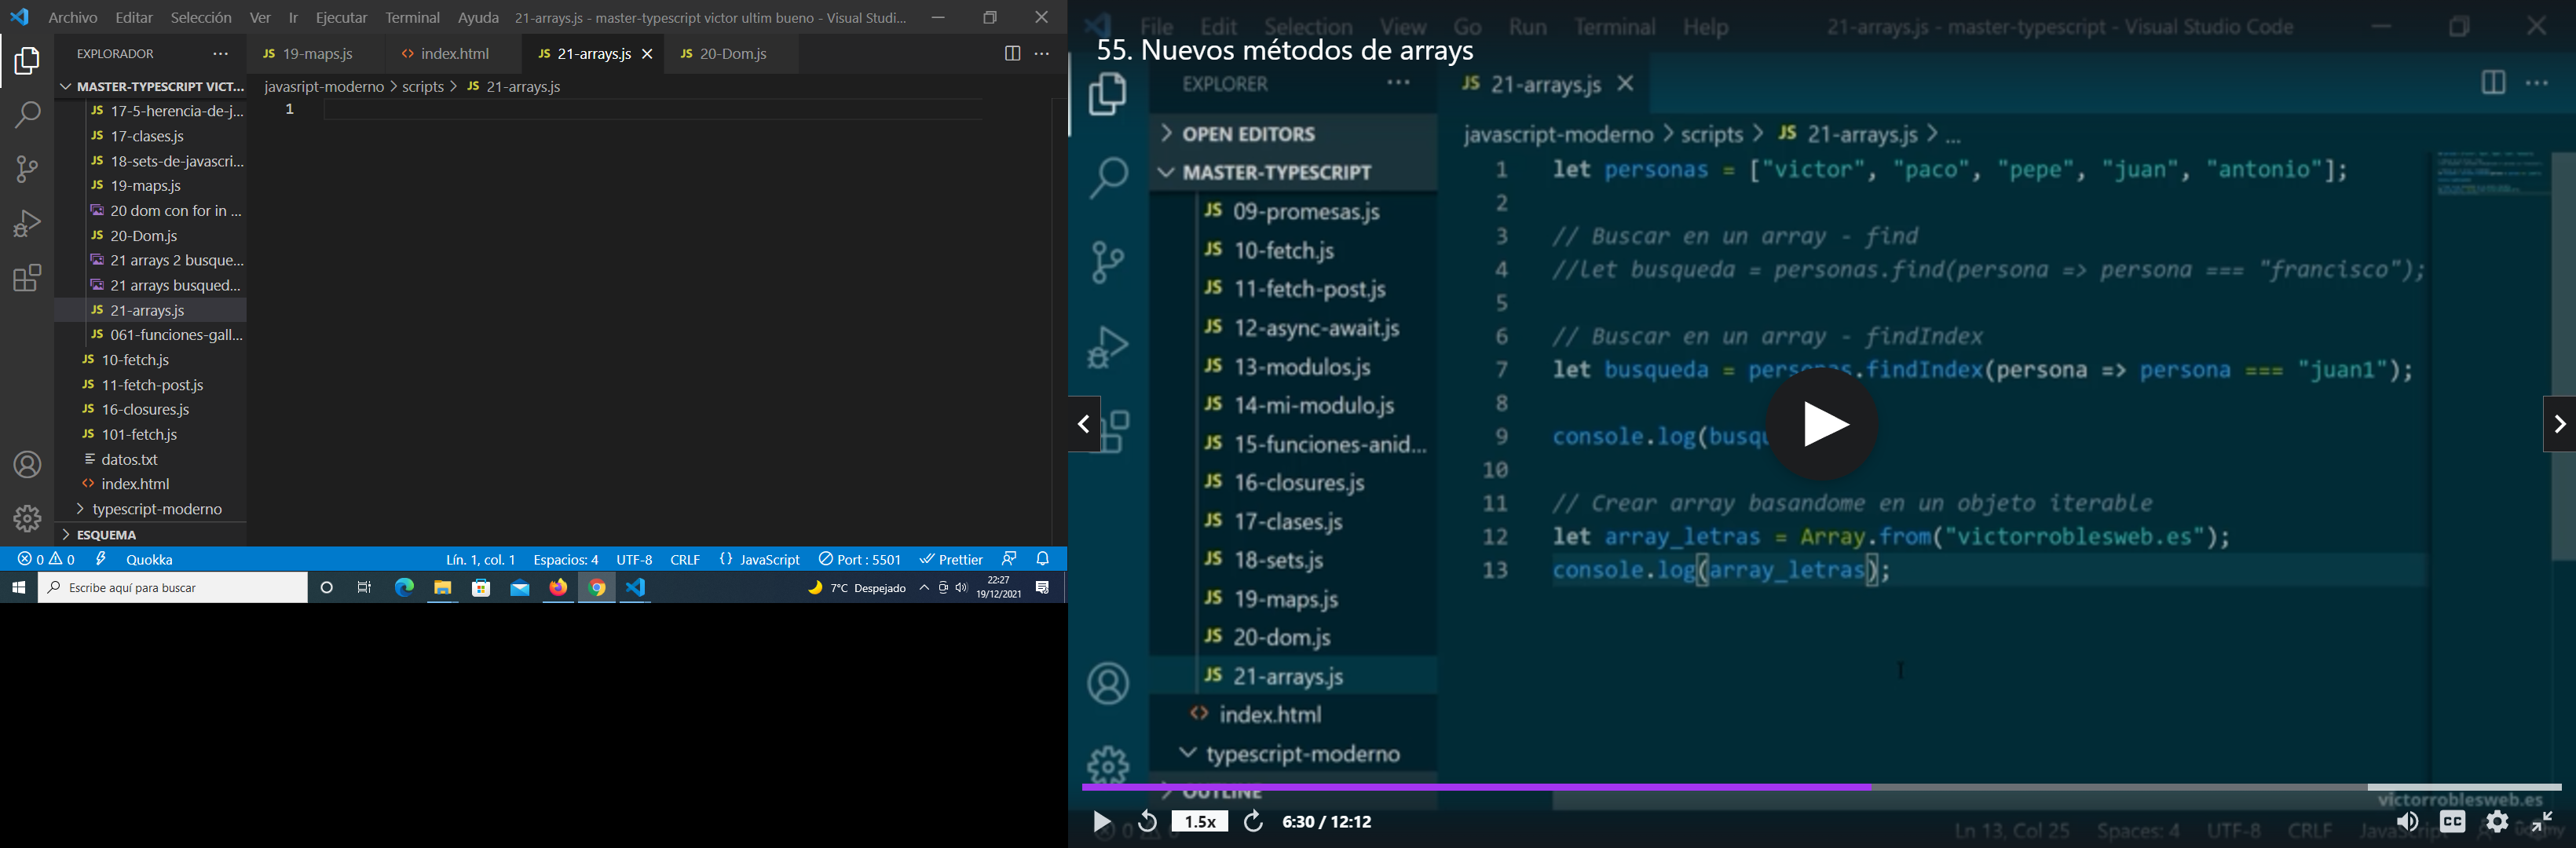 Archivo Editar Selección Ver Ir Ejecutar Terminal Ayuda 21-arrays.js - master-typescript victor ultim bueno - Visual Studi...
EXPLORADOR
JS 19-maps.js
<> index.html
JS 21-arrays.js
JS 20-Dom.js
MASTER-TYPESCRIPT VICT...
javasript-moderno > scripts > JS 21-arrays.js
1
JS 17-5-herencia-de-j...
JS 17-clases.js
JS 18-sets-de-javascri...
JS 19-maps.js
20 dom con for in ...
JS 20-Dom.js
21 arrays 2 busque...
21 arrays busqued...
JS 21-arrays.js
JS 061-funciones-gall...
JS 10-fetch.js
JS 11-fetch-post.js
JS 16-closures.js
JS 101-fetch.js
datos.txt
<> index.html
> typescript-moderno
> ESQUEMA
0 0 Quokka
Lín. 1, col. 1 Espacios: 4 UTF-8 CRLF {} JavaScript Port : 5501 Prettier
Escribe aquí para buscar
7°C Despejado
22:27
19/12/2021
File Edit Selection View Go Run Terminal Help 21-arrays.js - master-typescript - Visual Studio Code
55. Nuevos métodos de arrays
EXPLORER
JS 21-arrays.js
> OPEN EDITORS
MASTER-TYPESCRIPT
javascript-moderno > scripts > JS 21-arrays.js > ...
JS 09-promesas.js
JS 10-fetch.js
JS 11-fetch-post.js
JS 12-async-await.js
JS 13-modulos.js
JS 14-mi-modulo.js
JS 15-funciones-anid...
JS 16-closures.js
JS 17-clases.js
JS 18-sets.js
JS 19-maps.js
JS 20-dom.js
JS 21-arrays.js
<> index.html
typescript-moderno
> OUTLINE
1 let personas = ["victor", "paco", "pepe", "juan", "antonio"];
2
3 // Buscar en un array - find
4 //let busqueda = personas.find(persona => persona === "francisco");
5
6 // Buscar en un array - findIndex
7 let busqueda = personas.findIndex(persona => persona === "juan1");
8
9 console.log(busqu
10
11 // Crear array basandome en un objeto iterable
12 let array_letras = Array.from("victorroblesweb.es");
13 console.log(array_letras);
victorroblesweb.es
1.5x 6:30 / 12:12
CC
Ln 13, Col 25 Spaces: 4 UTF-8 CRLF